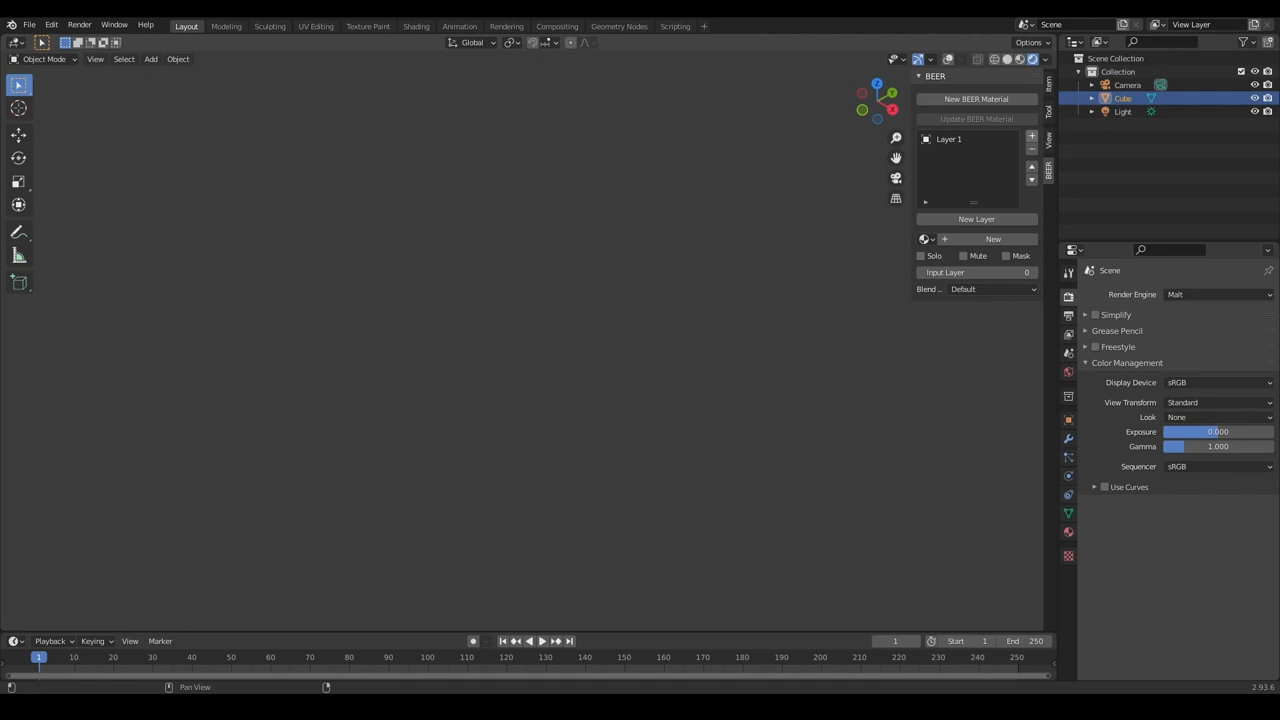 File Edit Render Window Help Layout Modeling Sculpting UV Editing Texture Paint Shading Animation Rendering Compositing Geometry Nodes Scripting + Scene View Layer
Global Options
Object Mode View Select Add Object
Scene Collection
Collection
Camera
Cube
Light
Z
Y
X
BEER
New BEER Material
Update BEER Material
Layer 1
New Layer
New
Solo Mute Mask
Input Layer 0
Blend ... Default
Item
Tool
View
BEER
Scene
Render Engine Malt
Simplify
Grease Pencil
Freestyle
Color Management
Display Device sRGB
View Transform Standard
Look None
Exposure 0.000
Gamma 1.000
Sequencer sRGB
Use Curves
Playback Keying View Marker 1 Start 1 End 250
1 10 20 30 40 50 60 70 80 90 100 110 120 130 140 150 160 170 180 190 200 210 220 230 240 250
Pan View 2.93.6